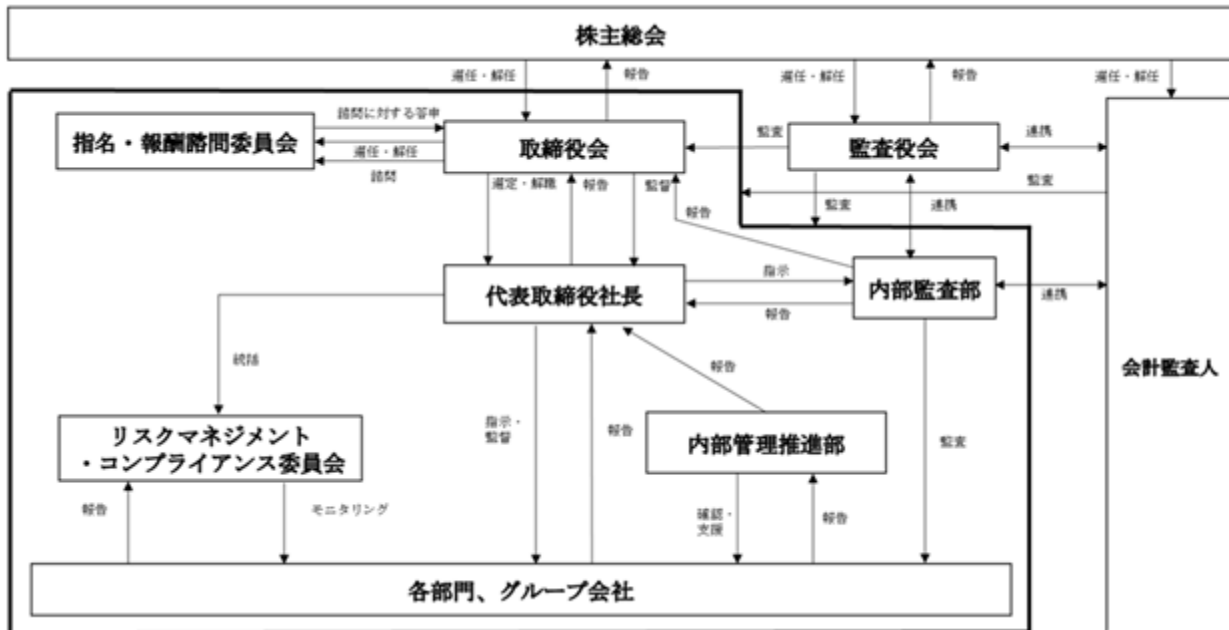 株主総会
選任・解任
報告
選任・解任
報告
選任・解任
諮問に対する答申
指名・報酬諮問委員会
取締役会
監査
監査役会
連携
選任・解任
諮問
選定・解職
報告
監督
監査
報告
監査
連携
代表取締役社長
指示
内部監査部
報告
連携
会計監査人
統括
報告
リスクマネジメント
・コンプライアンス委員会
指示・
監督
報告
内部管理推進部
監査
報告
モニタリング
確認・
支援
報告
各部門、グループ会社